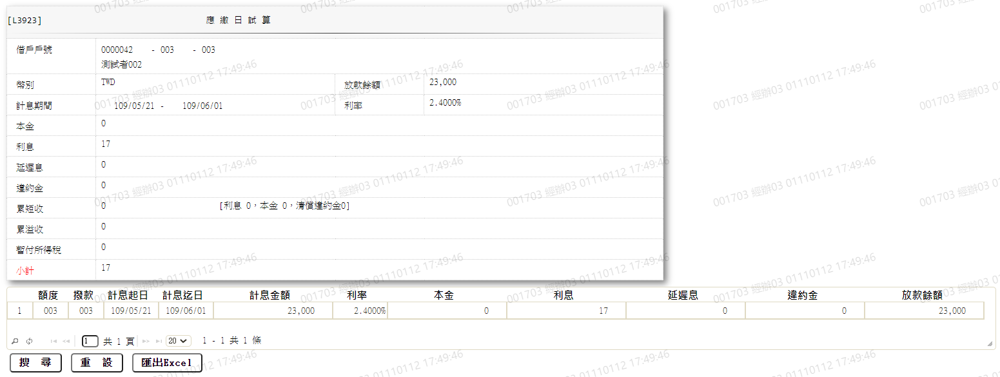 [L3923] 應 繳 日 試 算
借戶戶號 0000042 - 003 - 003
測試者002
幣別 TWD 放款餘額 23,000
計息期間 109/05/21 - 109/06/01 利率 2.4000%
本金 0
利息 17
延遲息 0
違約金 0
累短收 0 [利息 0，本金 0，清償違約金0]
累溢收 0
暫付所得稅 0
小計 17
額度 撥款 計息起日 計息迄日 計息金額 利率 本金 利息 延遲息 違約金 放款餘額
1 003 003 109/05/21 109/06/01 23,000 2.4000% 0 17 0 0 23,000
1 共 1 頁 20 1 - 1 共 1 條
搜 尋 重 設 匯出Excel
001703 經辦03 01110112 17:49:46